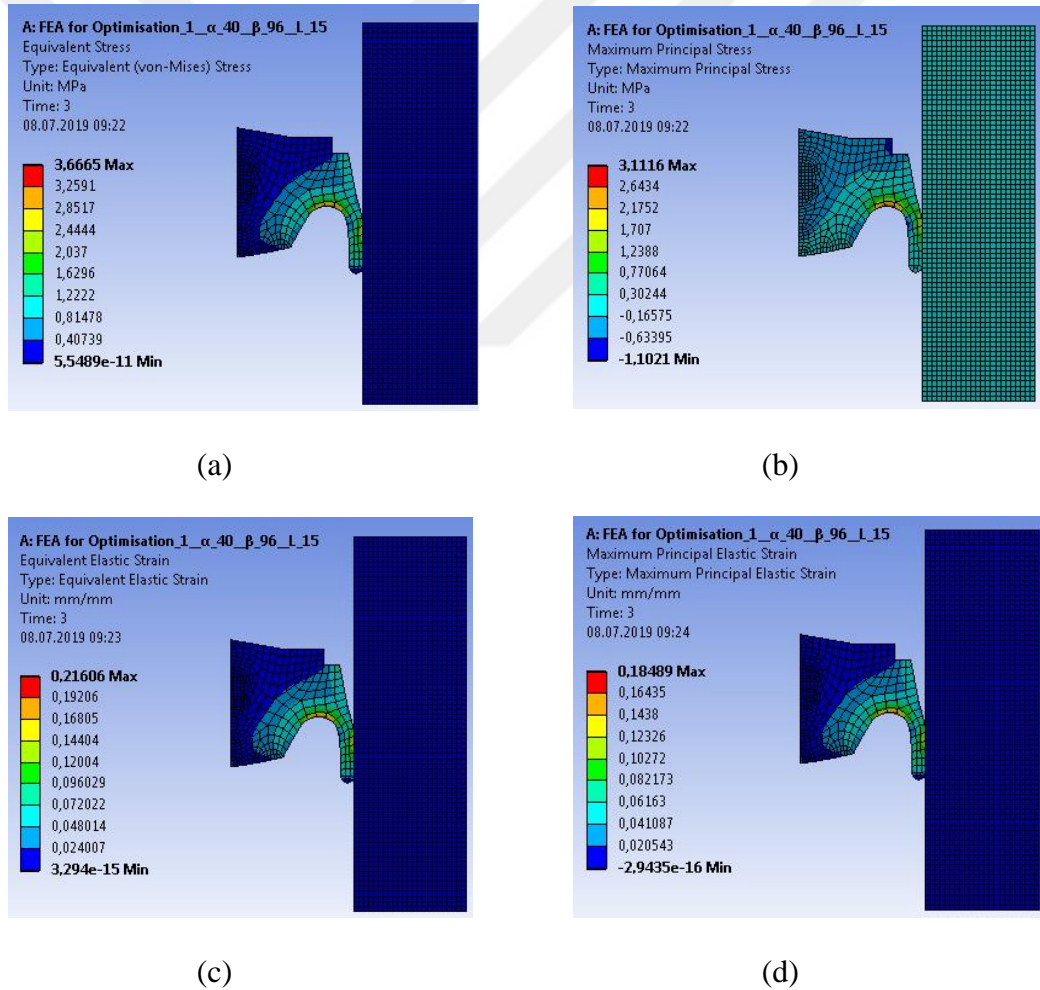 A: FEA for Optimisation_1__α_40__β_96__L_15
Equivalent Stress
Type: Equivalent (von-Mises) Stress
Unit: MPa
Time: 3
08.07.2019 09:22
3,6665 Max
3,2591
2,8517
2,4444
2,037
1,6296
1,2222
0,81478
0,40739
5,5489e-11 Min
(a)
A: FEA for Optimisation_1__α_40__β_96__L_15
Maximum Principal Stress
Type: Maximum Principal Stress
Unit: MPa
Time: 3
08.07.2019 09:22
3,1116 Max
2,6434
2,1752
1,707
1,2388
0,77064
0,30244
-0,16575
-0,63395
-1,1021 Min
(b)
A: FEA for Optimisation_1__α_40__β_96__L_15
Equivalent Elastic Strain
Type: Equivalent Elastic Strain
Unit: mm/mm
Time: 3
08.07.2019 09:23
0,21606 Max
0,19206
0,16805
0,14404
0,12004
0,096029
0,072022
0,048014
0,024007
3,294e-15 Min
(c)
A: FEA for Optimisation_1__α_40__β_96__L_15
Maximum Principal Elastic Strain
Type: Maximum Principal Elastic Strain
Unit: mm/mm
Time: 3
08.07.2019 09:24
0,18489 Max
0,16435
0,1438
0,12326
0,10272
0,082173
0,06163
0,041087
0,020543
-2,9435e-16 Min
(d)